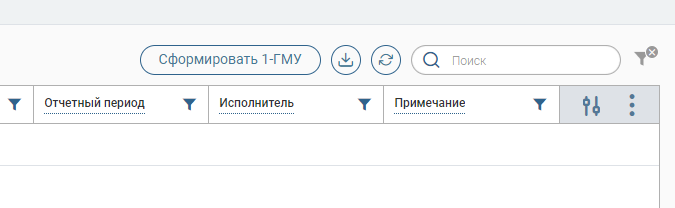 Сформировать 1-ГМУ
Поиск
Отчетный период
Исполнитель
Примечание